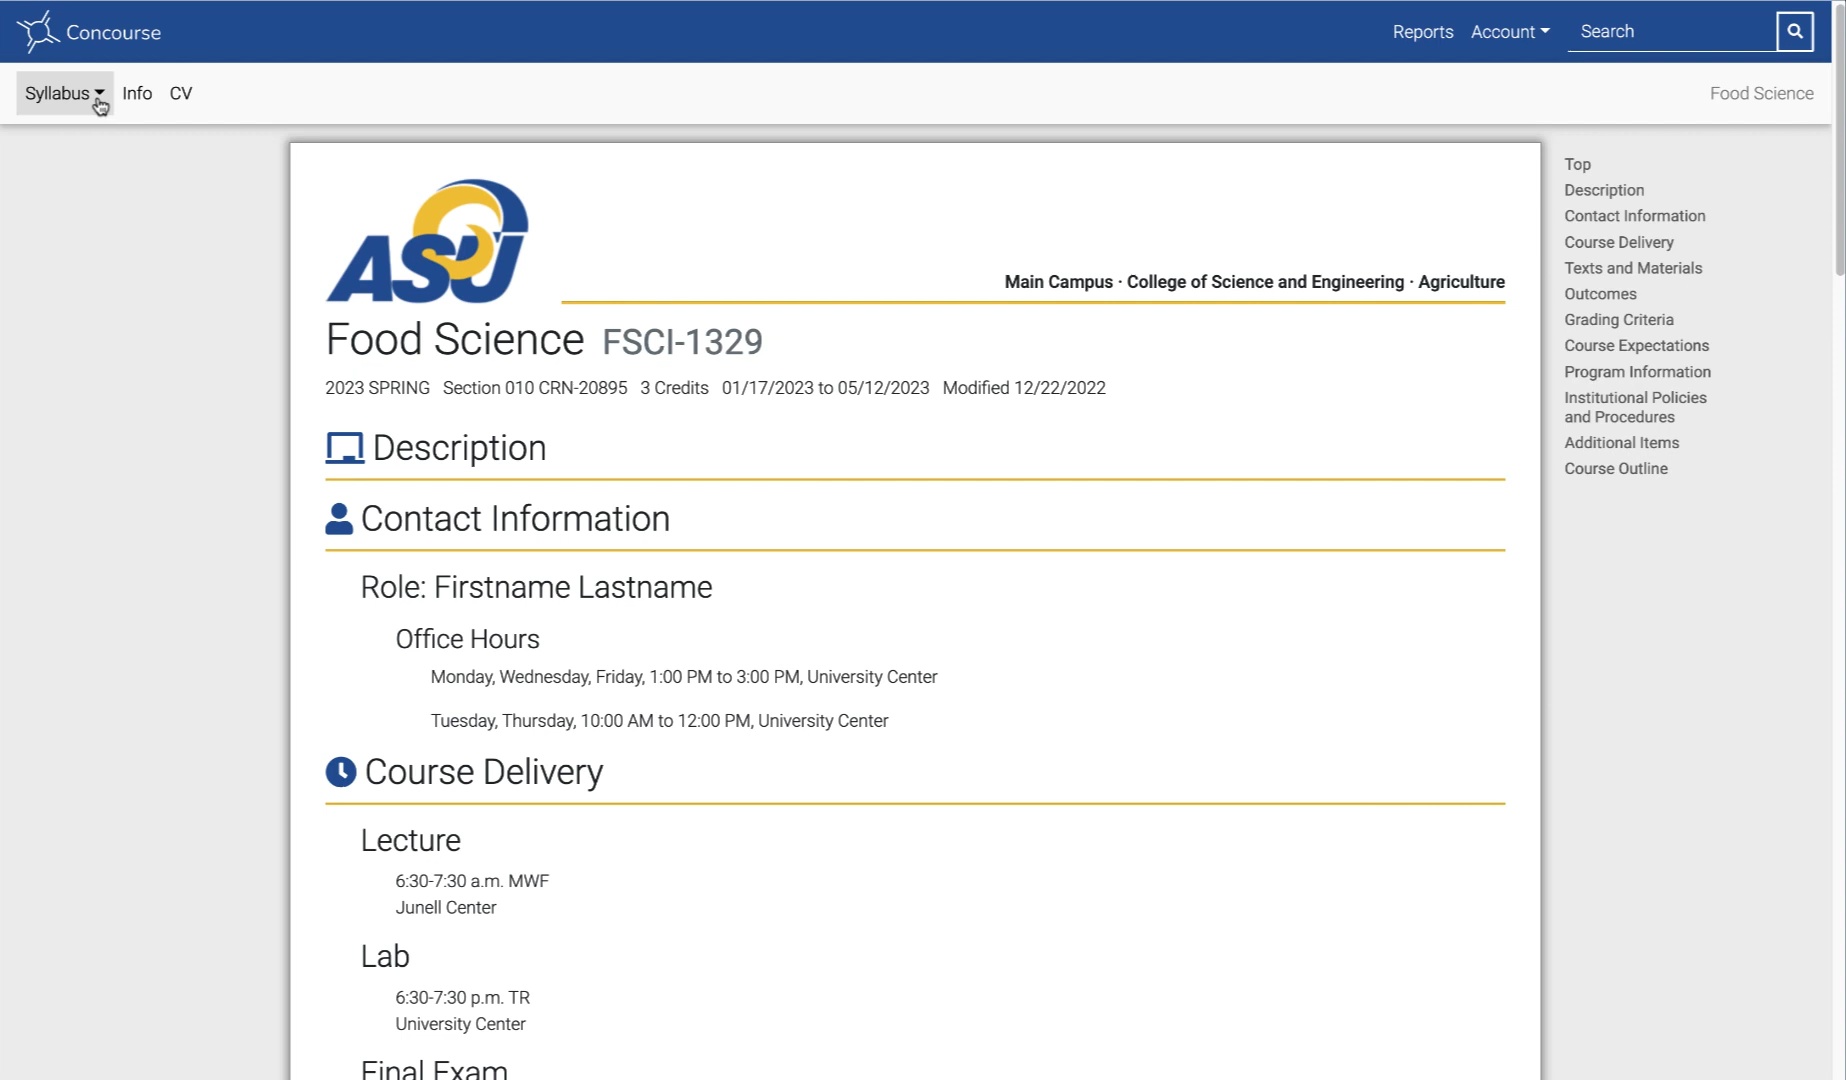 Concourse
Reports Account Search
Syllabus Info CV
Food Science
ASU
Main Campus · College of Science and Engineering · Agriculture
Food Science FSCI-1329
2023 SPRING Section 010 CRN-20895 3 Credits 01/17/2023 to 05/12/2023 Modified 12/22/2022
Description
Contact Information
Role: Firstname Lastname
Office Hours
Monday, Wednesday, Friday, 1:00 PM to 3:00 PM, University Center
Tuesday, Thursday, 10:00 AM to 12:00 PM, University Center
Course Delivery
Lecture
6:30-7:30 a.m. MWF
Junell Center
Lab
6:30-7:30 p.m. TR
University Center
Final Exam
Top
Description
Contact Information
Course Delivery
Texts and Materials
Outcomes
Grading Criteria
Course Expectations
Program Information
Institutional Policies
and Procedures
Additional Items
Course Outline